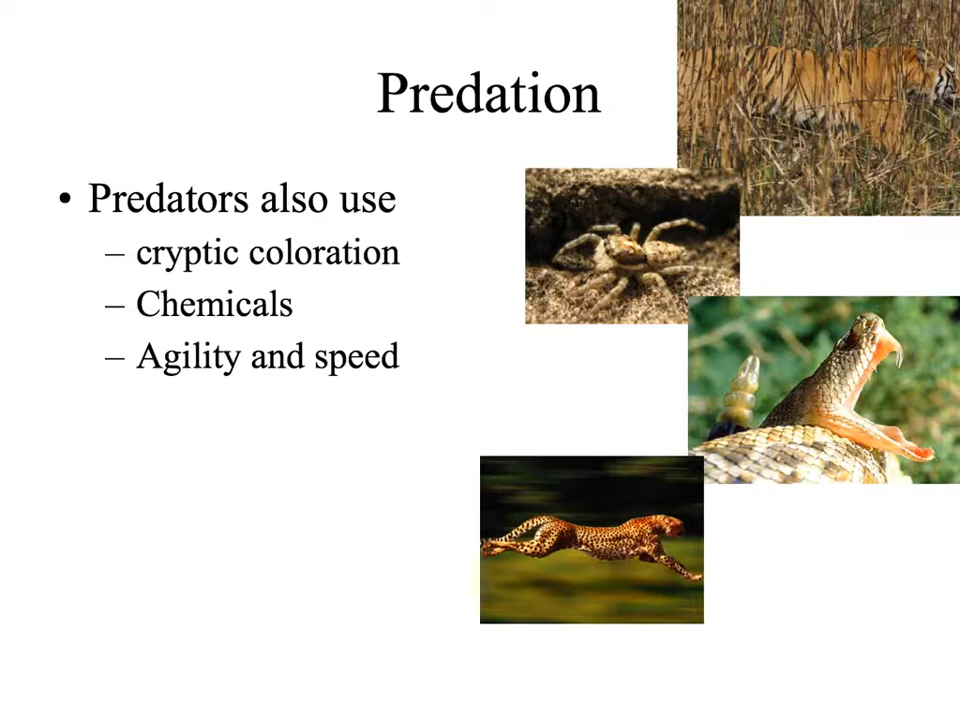 Predation
• Predators also use
– cryptic coloration
– Chemicals
– Agility and speed